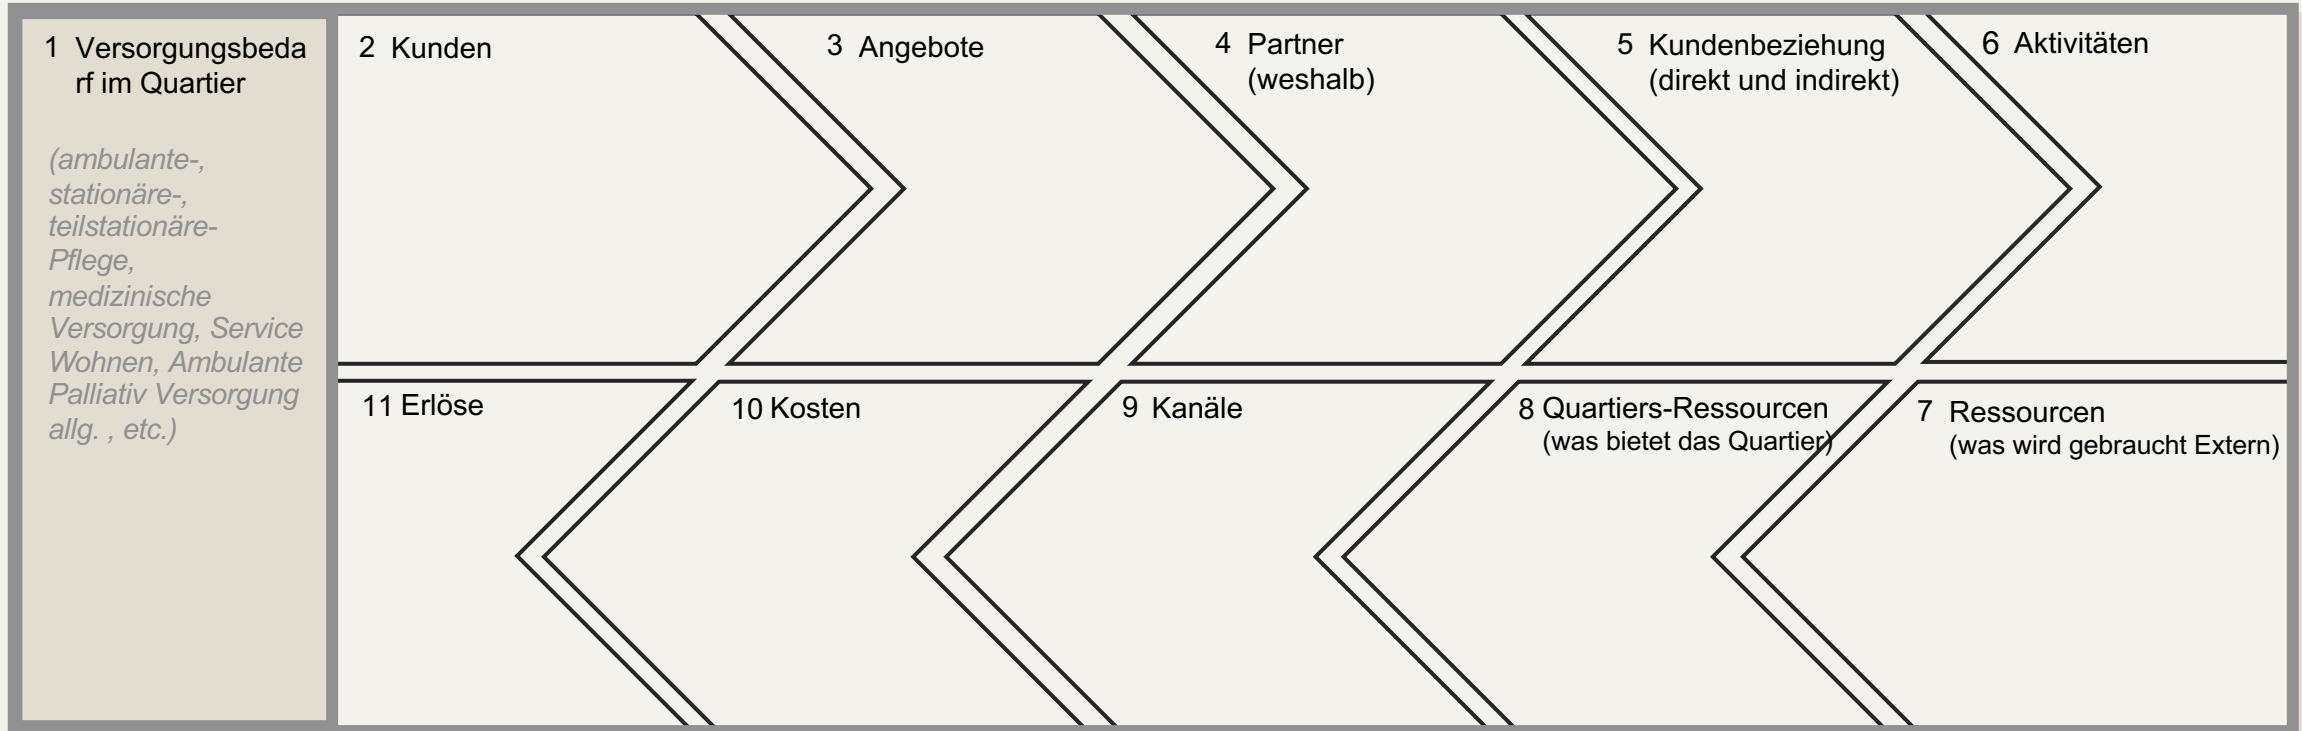 1 Versorgungsbeda
rf im Quartier
(ambulante-,
stationäre-,
teilstationäre-
Pflege,
medizinische
Versorgung, Service
Wohnen, Ambulante
Palliativ Versorgung
allg. , etc.)
2 Kunden
3 Angebote
4 Partner
(weshalb)
5 Kundenbeziehung
(direkt und indirekt)
6 Aktivitäten
7 Ressourcen
(was wird gebraucht Extern)
8 Quartiers-Ressourcen
(was bietet das Quartier)
9 Kanäle
10 Kosten
11 Erlöse